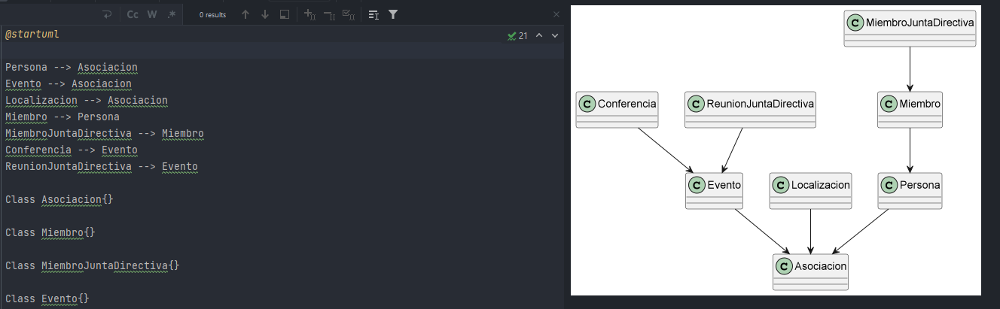 Cc W .* 0 results
@startuml
21
Persona --> Asociacion
Evento --> Asociacion
Localizacion --> Asociacion
Miembro --> Persona
MiembroJuntaDirectiva --> Miembro
Conferencia --> Evento
ReunionJuntaDirectiva --> Evento
Class Asociacion{}
Class Miembro{}
Class MiembroJuntaDirectiva{}
Class Evento{}
C MiembroJuntaDirectiva
C Conferencia
C ReunionJuntaDirectiva
C Miembro
C Evento
C Localizacion
C Persona
C Asociacion